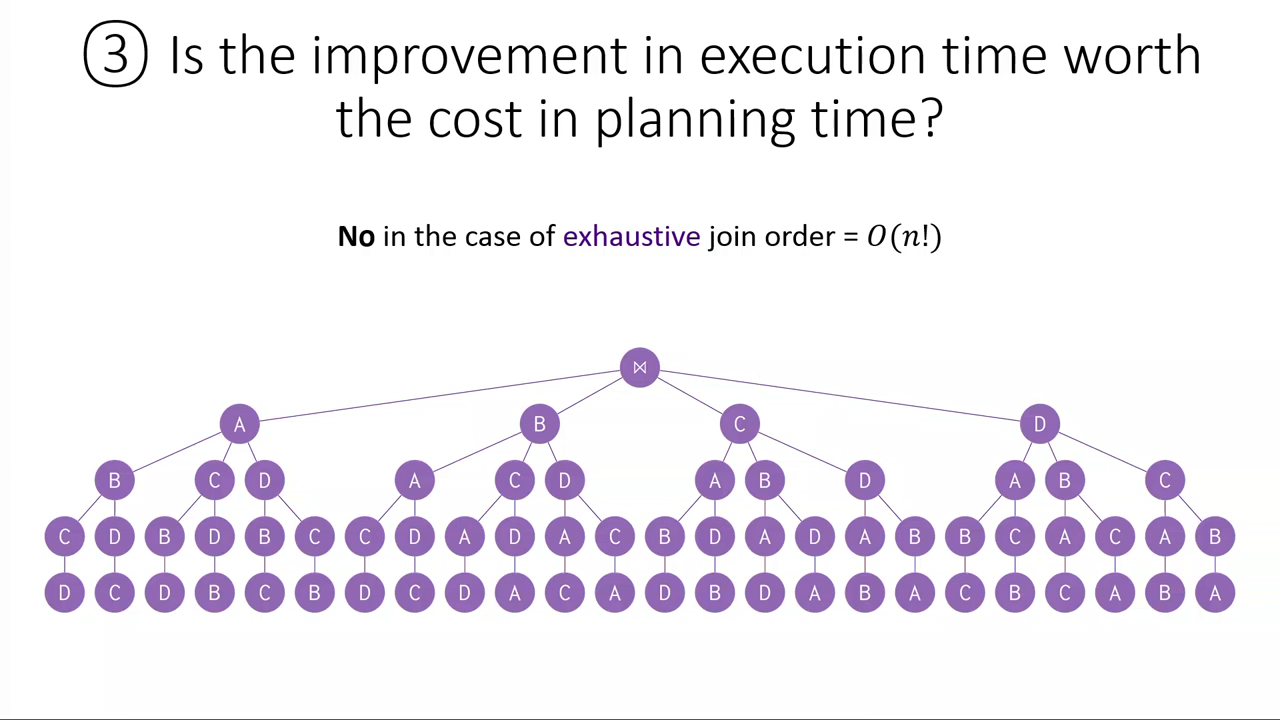 ③ Is the improvement in execution time worth
the cost in planning time?
No in the case of exhaustive join order = O(n!)
⋈
A B C D
B C D A C D A B D A B C
C D B D B C C D A D A C B D A D A B B C A C A B
D C D B C B D C D A C A D B D A B A C B C A B A